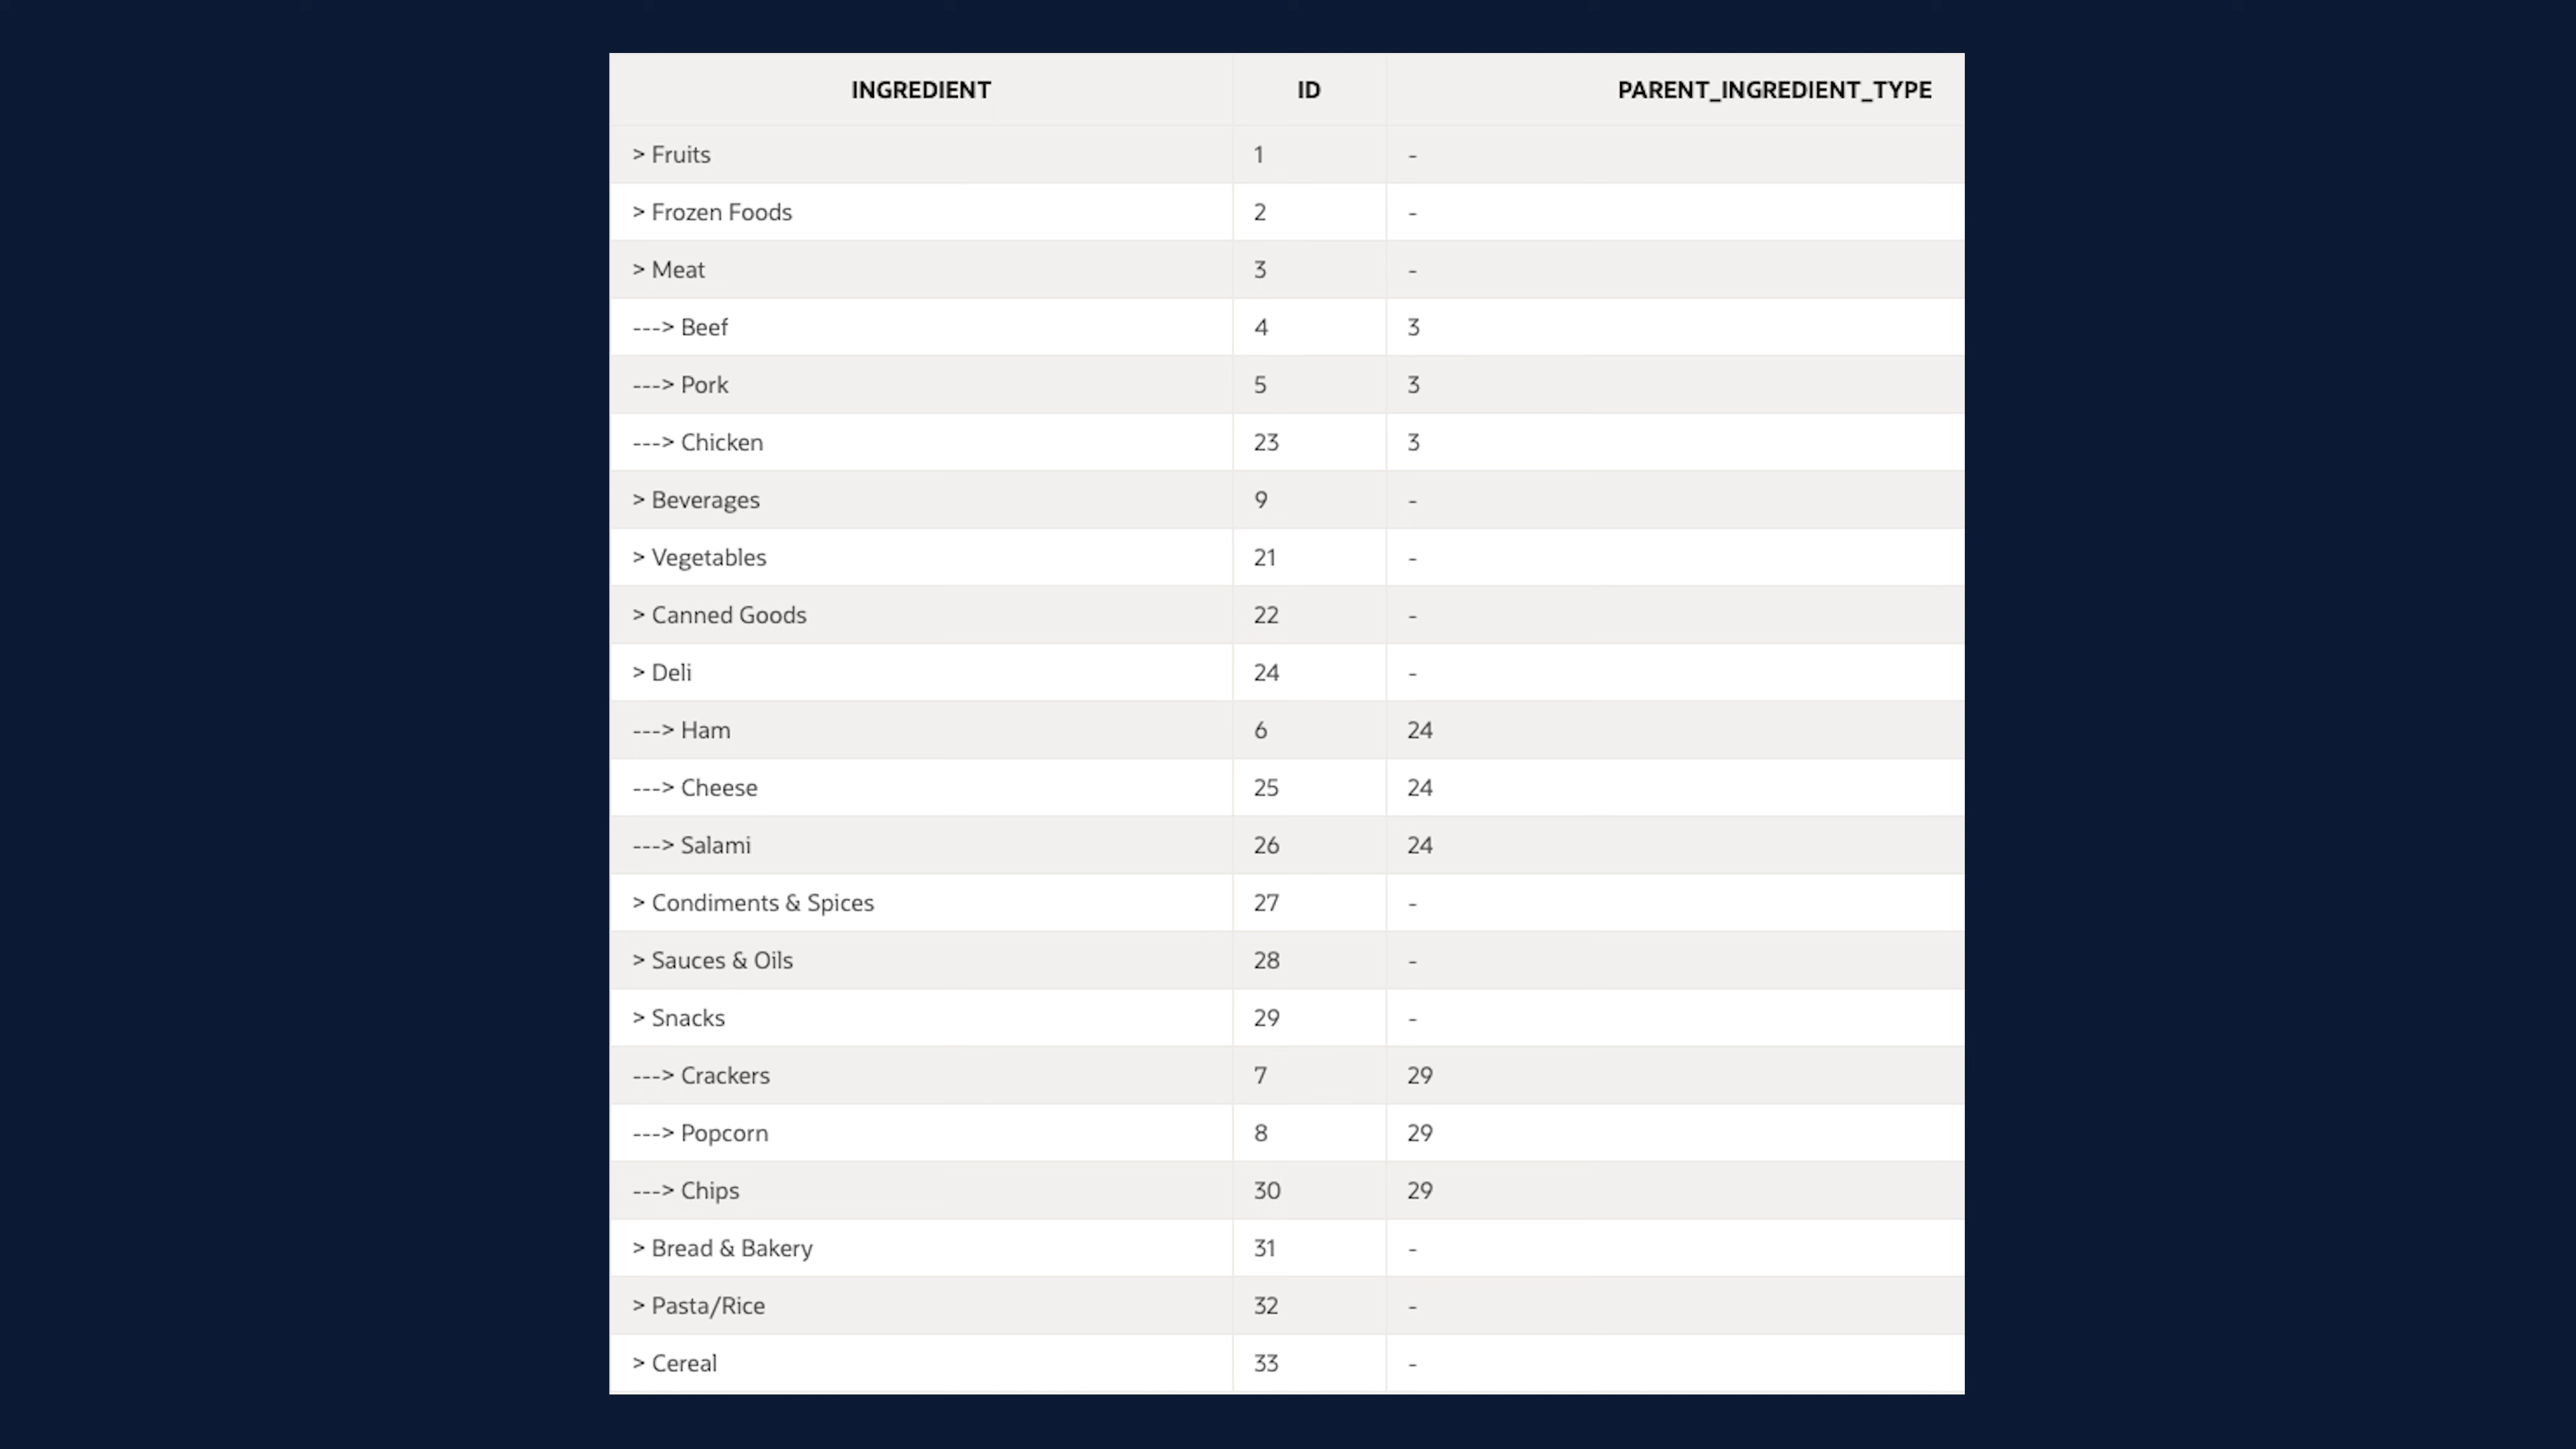 INGREDIENT ID PARENT_INGREDIENT_TYPE
> Fruits 1 -
> Frozen Foods 2 -
> Meat 3 -
---> Beef 4 3
---> Pork 5 3
---> Chicken 23 3
> Beverages 9 -
> Vegetables 21 -
> Canned Goods 22 -
> Deli 24 -
---> Ham 6 24
---> Cheese 25 24
---> Salami 26 24
> Condiments & Spices 27 -
> Sauces & Oils 28 -
> Snacks 29 -
---> Crackers 7 29
---> Popcorn 8 29
---> Chips 30 29
> Bread & Bakery 31 -
> Pasta/Rice 32 -
> Cereal 33 -